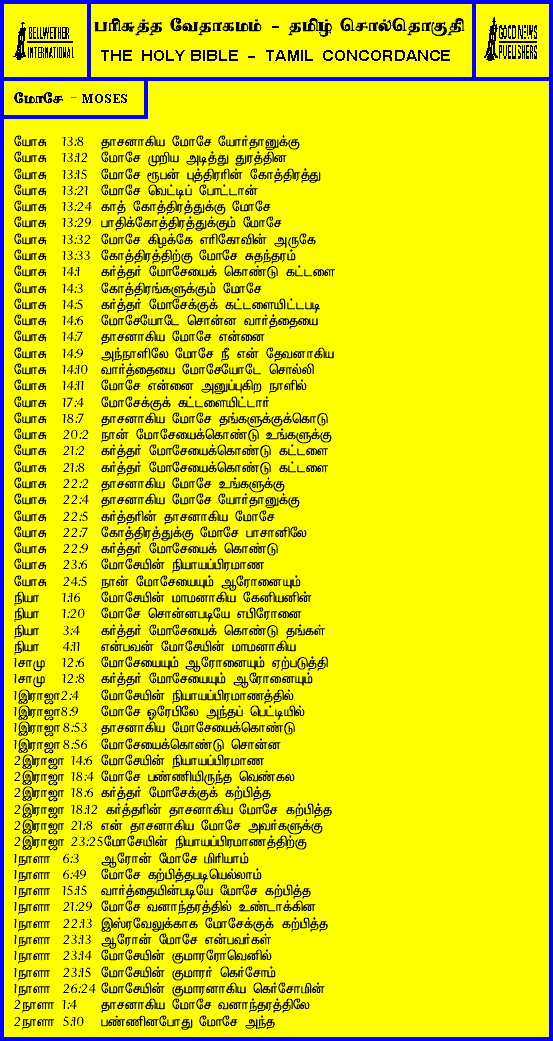 BELLWETHER
INTERNATIONAL
பரிசுத்த வேதாகமம் - தமிழ் சொல்தொகுதி
THE HOLY BIBLE - TAMIL CONCORDANCE
GOOD NEWS
PUBLISHERS
மோசே - MOSES
யோசு 13:8 தாசனாகிய மோசே யோர்தானுக்கு
யோசு 13:12 மோசே முறிய அடித்து துரத்தின
யோசு 13:15 மோசே ரூபன் புத்திரரின் கோத்திரத்து
யோசு 13:21 மோசே வெட்டிப் போட்டான்
யோசு 13:24 காத் கோத்திரத்துக்கு மோசே
யோசு 13:29 பாதிக்கோத்திரத்துக்கும் மோசே
யோசு 13:32 மோசே கிழக்கே எரிகோவின் அருகே
யோசு 13:33 கோத்திரத்திற்கு மோசே சுதந்தரம்
யோசு 14:1 கர்த்தர் மோசேயைக் கொண்டு கட்டளை
யோசு 14:3 கோத்திரங்களுக்கும் மோசே
யோசு 14:5 கர்த்தர் மோசேக்குக் கட்டளையிட்டபடி
யோசு 14:6 மோசேயோடே சொன்ன வார்த்தையை
யோசு 14:7 தாசனாகிய மோசே என்னை
யோசு 14:9 அந்நாளிலே மோசே நீ என் தேவனாகிய
யோசு 14:10 வார்த்தையை மோசேயோடே சொல்லி
யோசு 14:11 மோசே என்னை அனுப்புகிற நாளில்
யோசு 17:4 மோசேக்குக் கட்டளையிட்டார்
யோசு 18:7 தாசனாகிய மோசே தங்களுக்குக்கொடு
யோசு 20:2 நான் மோசேயைக்கொண்டு உங்களுக்கு
யோசு 21:2 கர்த்தர் மோசேயைக்கொண்டு கட்டளை
யோசு 21:8 கர்த்தர் மோசேயைக்கொண்டு கட்டளை
யோசு 22:2 தாசனாகிய மோசே உங்களுக்கு
யோசு 22:4 தாசனாகிய மோசே யோர்தானுக்கு
யோசு 22:5 கர்த்தரின் தாசனாகிய மோசே
யோசு 22:7 கோத்திரத்துக்கு மோசே பாசானிலே
யோசு 22:9 கர்த்தர் மோசேயைக் கொண்டு
யோசு 23:6 மோசேயின் நியாயப்பிரமாண
யோசு 24:5 நான் மோசேயையும் ஆரோனையும்
நியா 1:16 மோசேயின் மாமனாகிய கேனியனின்
நியா 1:20 மோசே சொன்னபடியே எபிரோனை
நியா 3:4 கர்த்தர் மோசேயைக் கொண்டு தங்கள்
நியா 4:11 என்பவன் மோசேயின் மாமனாகிய
1சாமு 12:6 மோசேயையும் ஆரோனையும் ஏற்படுத்தி
1சாமு 12:8 கர்த்தர் மோசேயையும் ஆரோனையும்
1இராஜா2:4 மோசேயின் நியாயப்பிரமாணத்தில்
1இராஜா8:9 மோசே ஒரேபிலே அந்தப் பெட்டியில்
1இராஜா8:53 தாசனாகிய மோசேயைக்கொண்டு
1இராஜா8:56 மோசேயைக்கொண்டு சொன்ன
2இராஜா 14:6 மோசேயின் நியாயப்பிரமாண
2இராஜா 18:4 மோசே பண்ணியிருந்த வெண்கல
2இராஜா 18:6 கர்த்தர் மோசேக்குக் கற்பித்த
2இராஜா 18:12 கர்த்தரின் தாசனாகிய மோசே கற்பித்த
2இராஜா 21:8 என் தாசனாகிய மோசே அவர்களுக்கு
2இராஜா 23:25மோசேயின் நியாயப்பிரமாணத்திற்கு
1நாளா 6:3 ஆரோன் மோசே மிரியாம்
1நாளா 6:49 மோசே கற்பித்தபடியெல்லாம்
1நாளா 15:15 வார்த்தையின்படியே மோசே கற்பித்த
1நாளா 21:29 மோசே வனாந்தரத்தில் உண்டாக்கின
1நாளா 22:13 இஸ்ரவேலுக்காக மோசேக்குக் கற்பித்த
1நாளா 23:13 ஆரோன் மோசே என்பவர்கள்
1நாளா 23:14 மோசேயின் குமாரரோவெனில்
1நாளா 23:15 மோசேயின் குமாரர் கெர்சோம்
1நாளா 26:24 மோசேயின் குமாரனாகிய கெர்சோமின்
2நாளா 1:4 தாசனாகிய மோசே வனாந்தரத்திலே
2நாளா 5:10 பண்ணினபோது மோசே அந்த